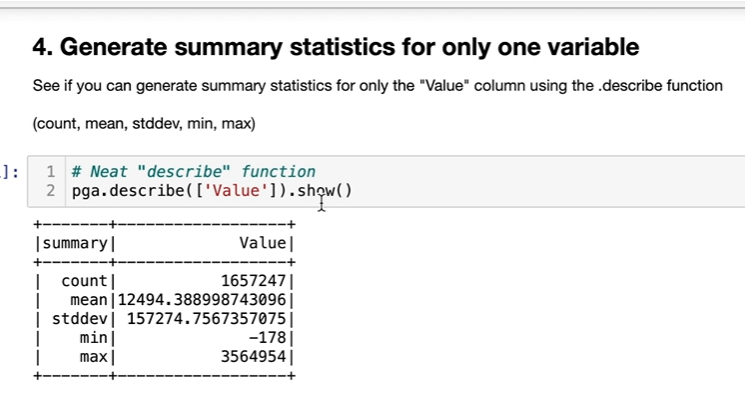 4. Generate summary statistics for only one variable
See if you can generate summary statistics for only the "Value" column using the .describe function
(count, mean, stddev, min, max)
]: 1 # Neat "describe" function
2 pga.describe(['Value']).show()
+-------+------------------+
|summary|             Value|
+-------+------------------+
|  count|           1657247|
|   mean|12494.388998743096|
| stddev| 157274.7567357075|
|    min|              -178|
|    max|           3564954|
+-------+------------------+